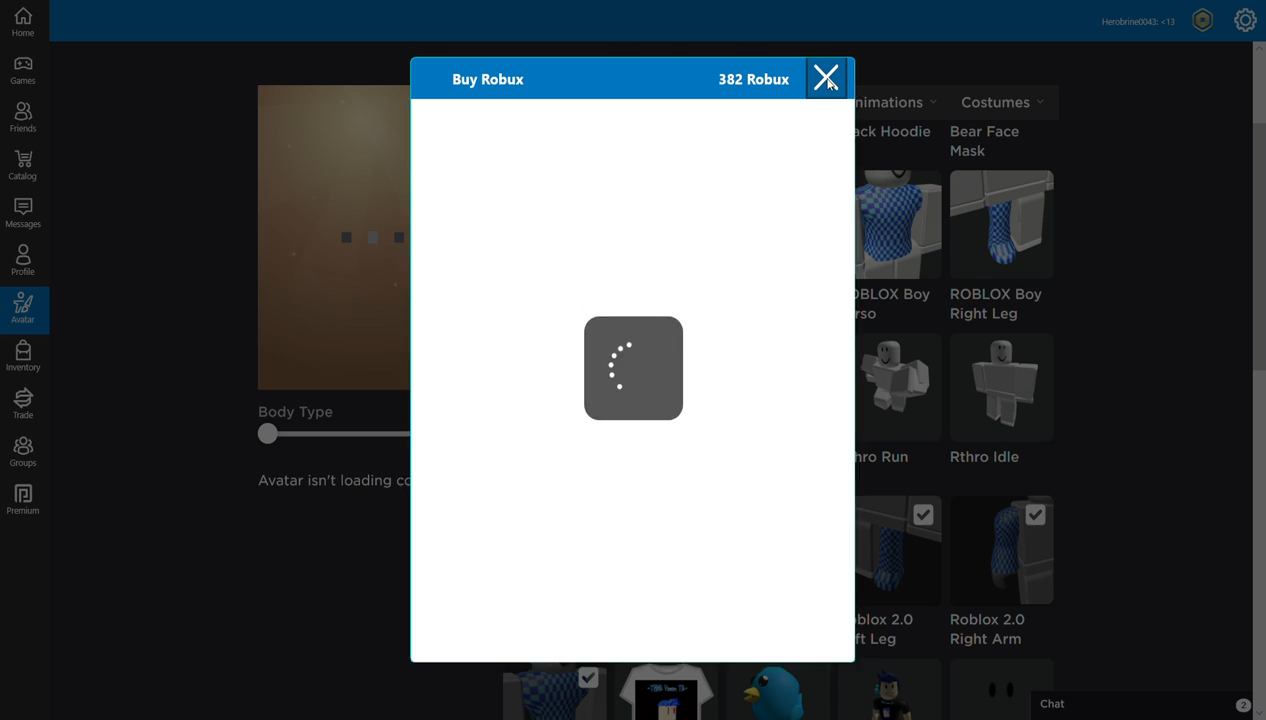 Herobrine0043: <13
Home
Games
Friends
Catalog
Messages
Profile
Avatar
Inventory
Trade
Groups
Premium
Buy Robux
382 Robux
nimations
Costumes
ack Hoodie
Bear Face
Mask
OBLOX Boy
rso
ROBLOX Boy
Right Leg
Body Type
hro Run
Rthro Idle
Avatar isn't loading co
blox 2.0
ft Leg
Roblox 2.0
Right Arm
Chat
2